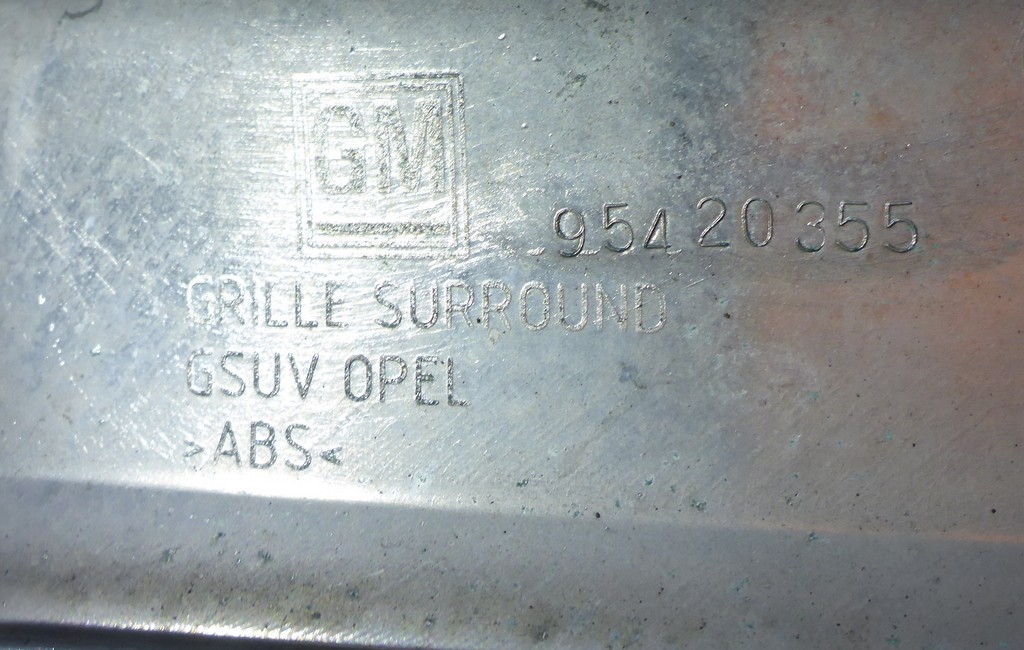 GM
95420355
GRILLE SURROUND
GSUV OPEL
>ABS<